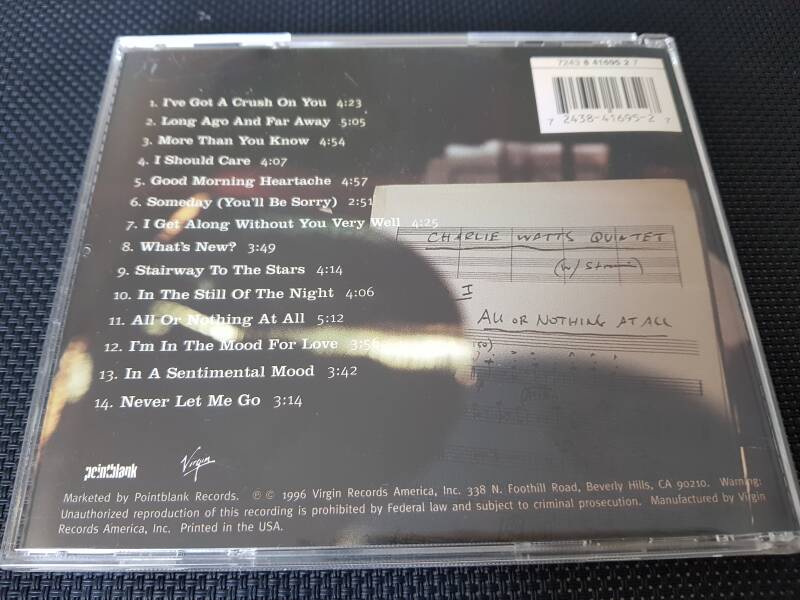 7243 8 41695 2 7
7 2438-41695-2 7
1. I've Got A Crush On You 4:23
2. Long Ago And Far Away 5:05
3. More Than You Know 4:54
4. I Should Care 4:07
5. Good Morning Heartache 4:57
6. Someday (You'll Be Sorry) 2:51
7. I Get Along Without You Very Well 4:25
8. What's New? 3:49
9. Stairway To The Stars 4:14
10. In The Still Of The Night 4:06
11. All Or Nothing At All 5:12
12. I'm In The Mood For Love 3:56
13. In A Sentimental Mood 3:42
14. Never Let Me Go 3:14
CHARLIE WATTS QUINTET
(w/ Strings)
I
ALL OR NOTHING AT ALL
pointblank
Virgin
Marketed by Pointblank Records. ℗ © 1996 Virgin Records America, Inc. 338 N. Foothill Road, Beverly Hills, CA 90210. Warning:
Unauthorized reproduction of this recording is prohibited by Federal law and subject to criminal prosecution. Manufactured by Virgin
Records America, Inc. Printed in the USA.